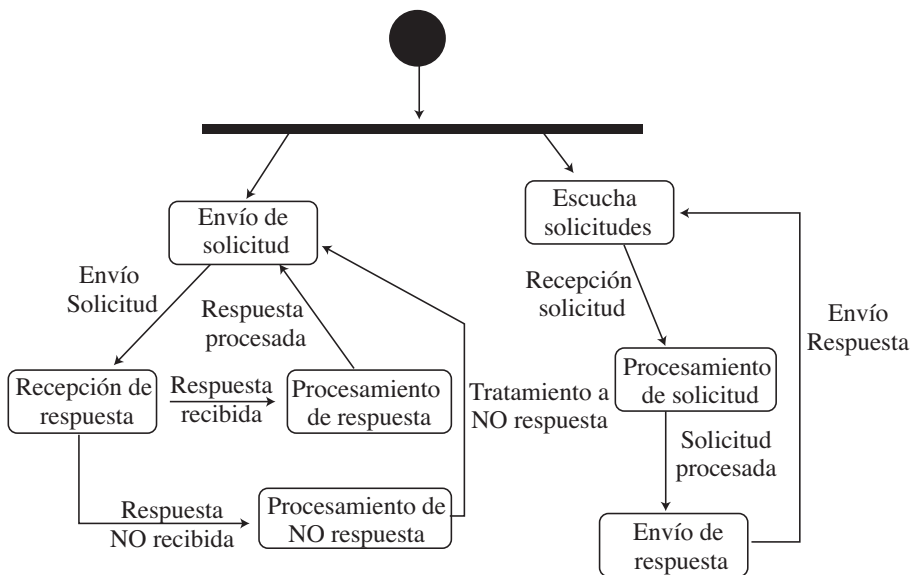 Envío de
solicitud
Escucha
solicitudes
Envío
Solicitud
Respuesta
procesada
Recepción
solicitud
Envío
Respuesta
Recepción de
respuesta
Respuesta
recibida
Procesamiento
de respuesta
Tratamiento a
NO respuesta
Procesamiento
de solicitud
Solicitud
procesada
Respuesta
NO recibida
Procesamiento de
NO respuesta
Envío de
respuesta